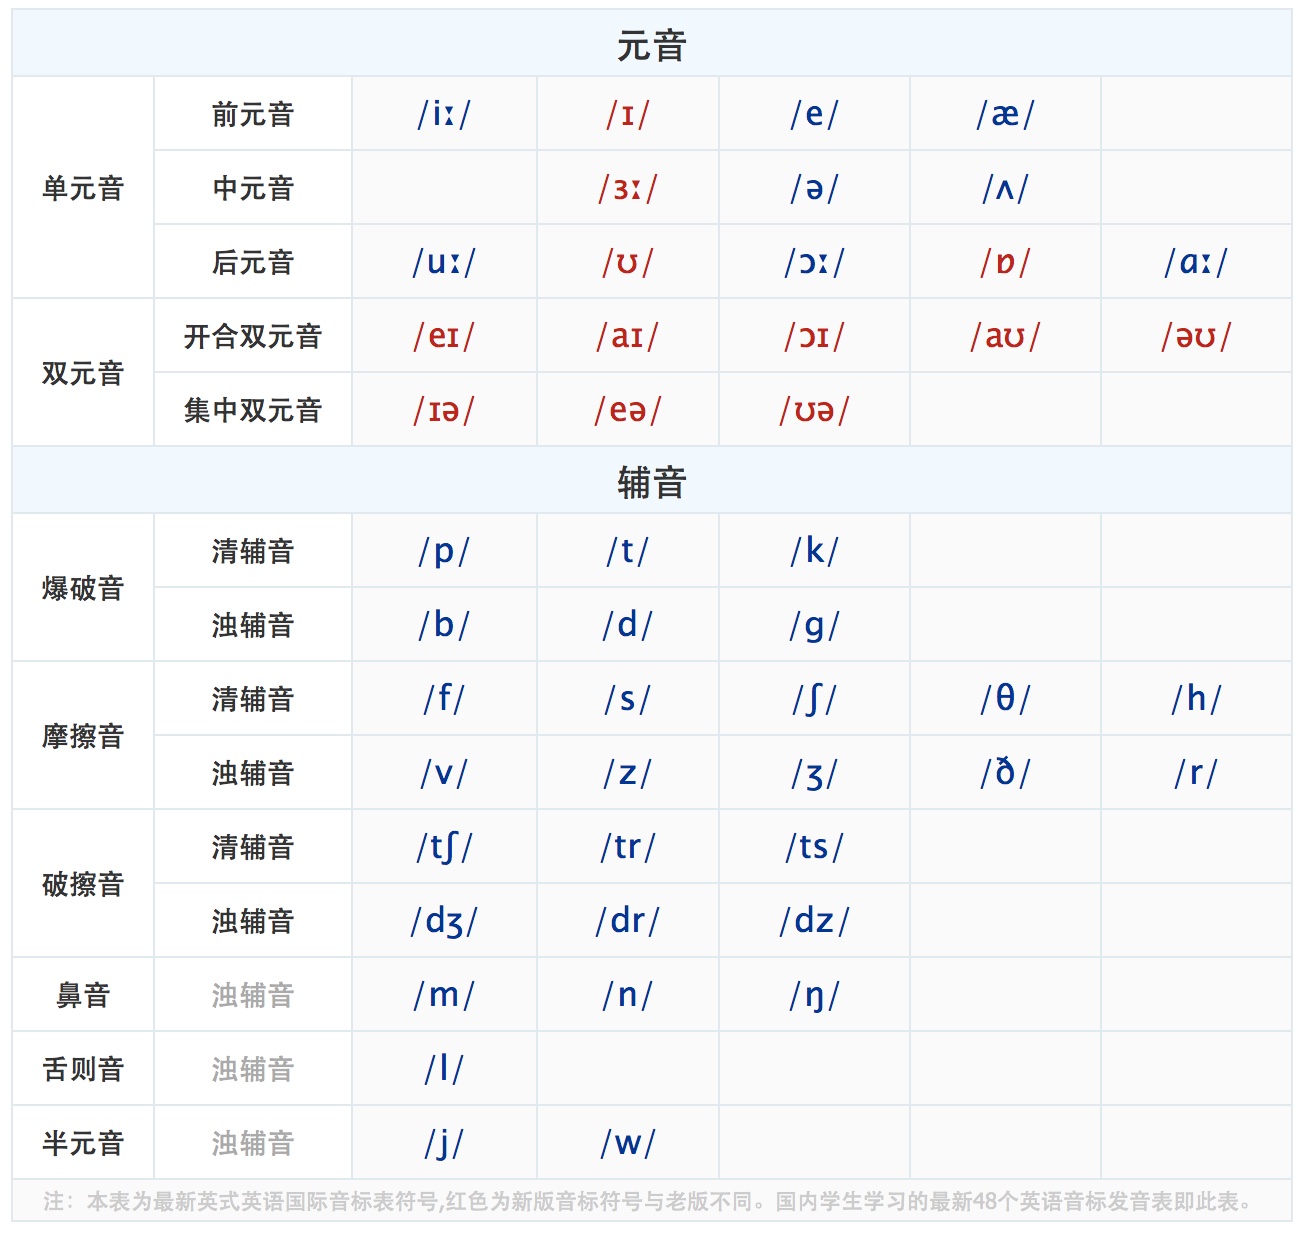 元音
单元音
前元音 /iː/ /ɪ/ /e/ /æ/
中元音 /ɜː/ /ə/ /ʌ/
后元音 /uː/ /ʊ/ /ɔː/ /ɒ/ /ɑː/
双元音
开合双元音 /eɪ/ /aɪ/ /ɔɪ/ /aʊ/ /əʊ/
集中双元音 /ɪə/ /eə/ /ʊə/
辅音
爆破音
清辅音 /p/ /t/ /k/
浊辅音 /b/ /d/ /g/
摩擦音
清辅音 /f/ /s/ /ʃ/ /θ/ /h/
浊辅音 /v/ /z/ /ʒ/ /ð/ /r/
破擦音
清辅音 /tʃ/ /tr/ /ts/
浊辅音 /dʒ/ /dr/ /dz/
鼻音 浊辅音 /m/ /n/ /ŋ/
舌则音 浊辅音 /l/
半元音 浊辅音 /j/ /w/
注：本表为最新英式英语国际音标表符号,红色为新版音标符号与老版不同。国内学生学习的最新48个英语音标发音表即此表。